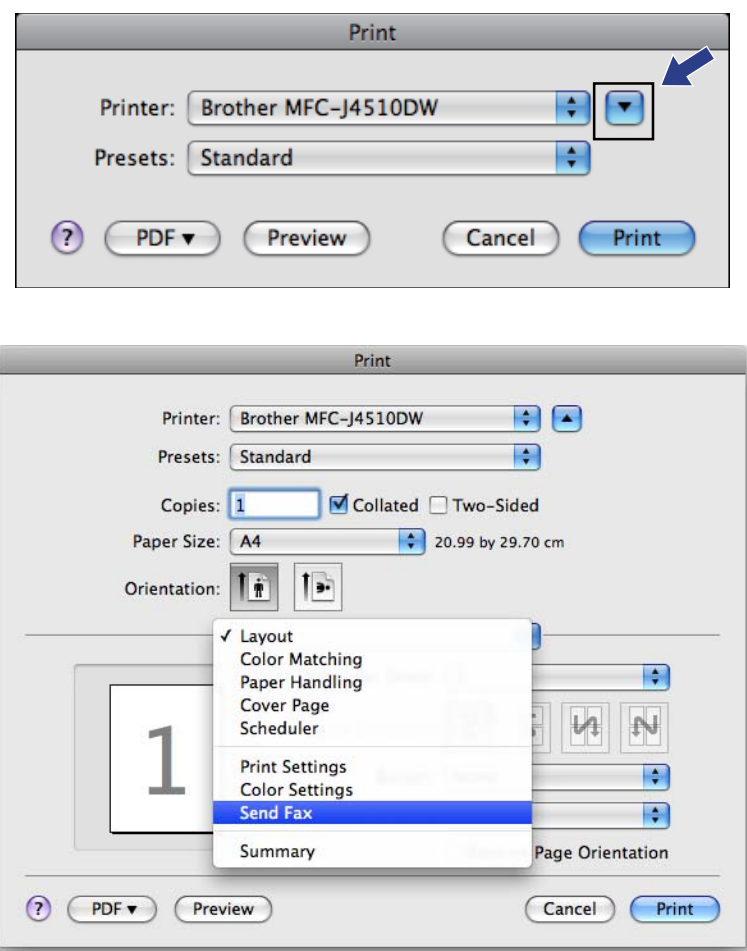 Print
Printer: Brother MFC-J4510DW
Presets: Standard
? PDF▼ Preview Cancel Print
Print
Printer: Brother MFC-J4510DW
Presets: Standard
Copies: 1 Collated Two-Sided
Paper Size: A4 20.99 by 29.70 cm
Orientation:
✓ Layout
Color Matching
Paper Handling
Cover Page
Scheduler
1
Print Settings
Color Settings
Send Fax
Summary
Page Orientation
? PDF▼ Preview Cancel Print